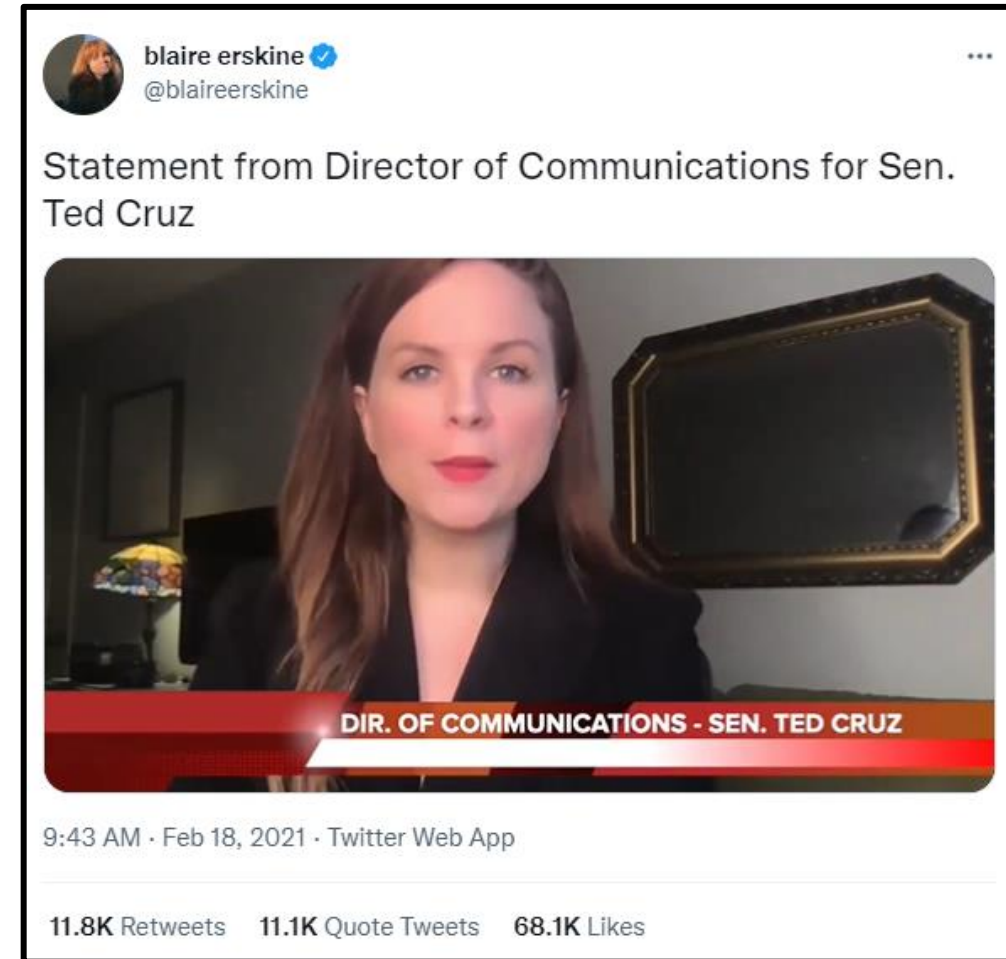 blaire erskine
@blaireerskine
Statement from Director of Communications for Sen.
Ted Cruz
DIR. OF COMMUNICATIONS - SEN. TED CRUZ
9:43 AM · Feb 18, 2021 · Twitter Web App
11.8K Retweets 11.1K Quote Tweets 68.1K Likes